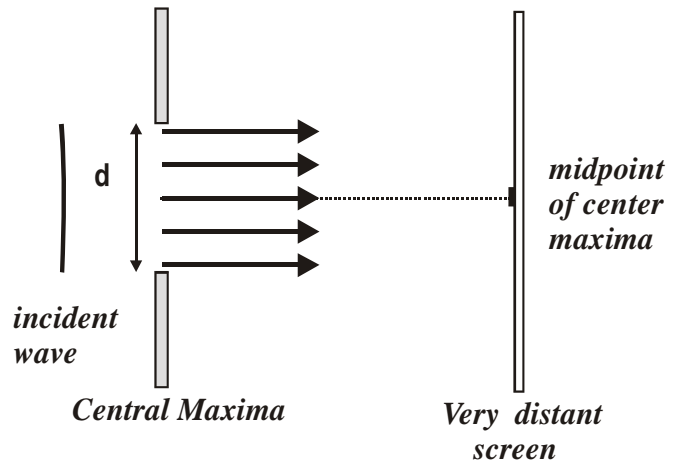 d
midpoint
of center
maxima
incident
wave
Central Maxima
Very distant
screen